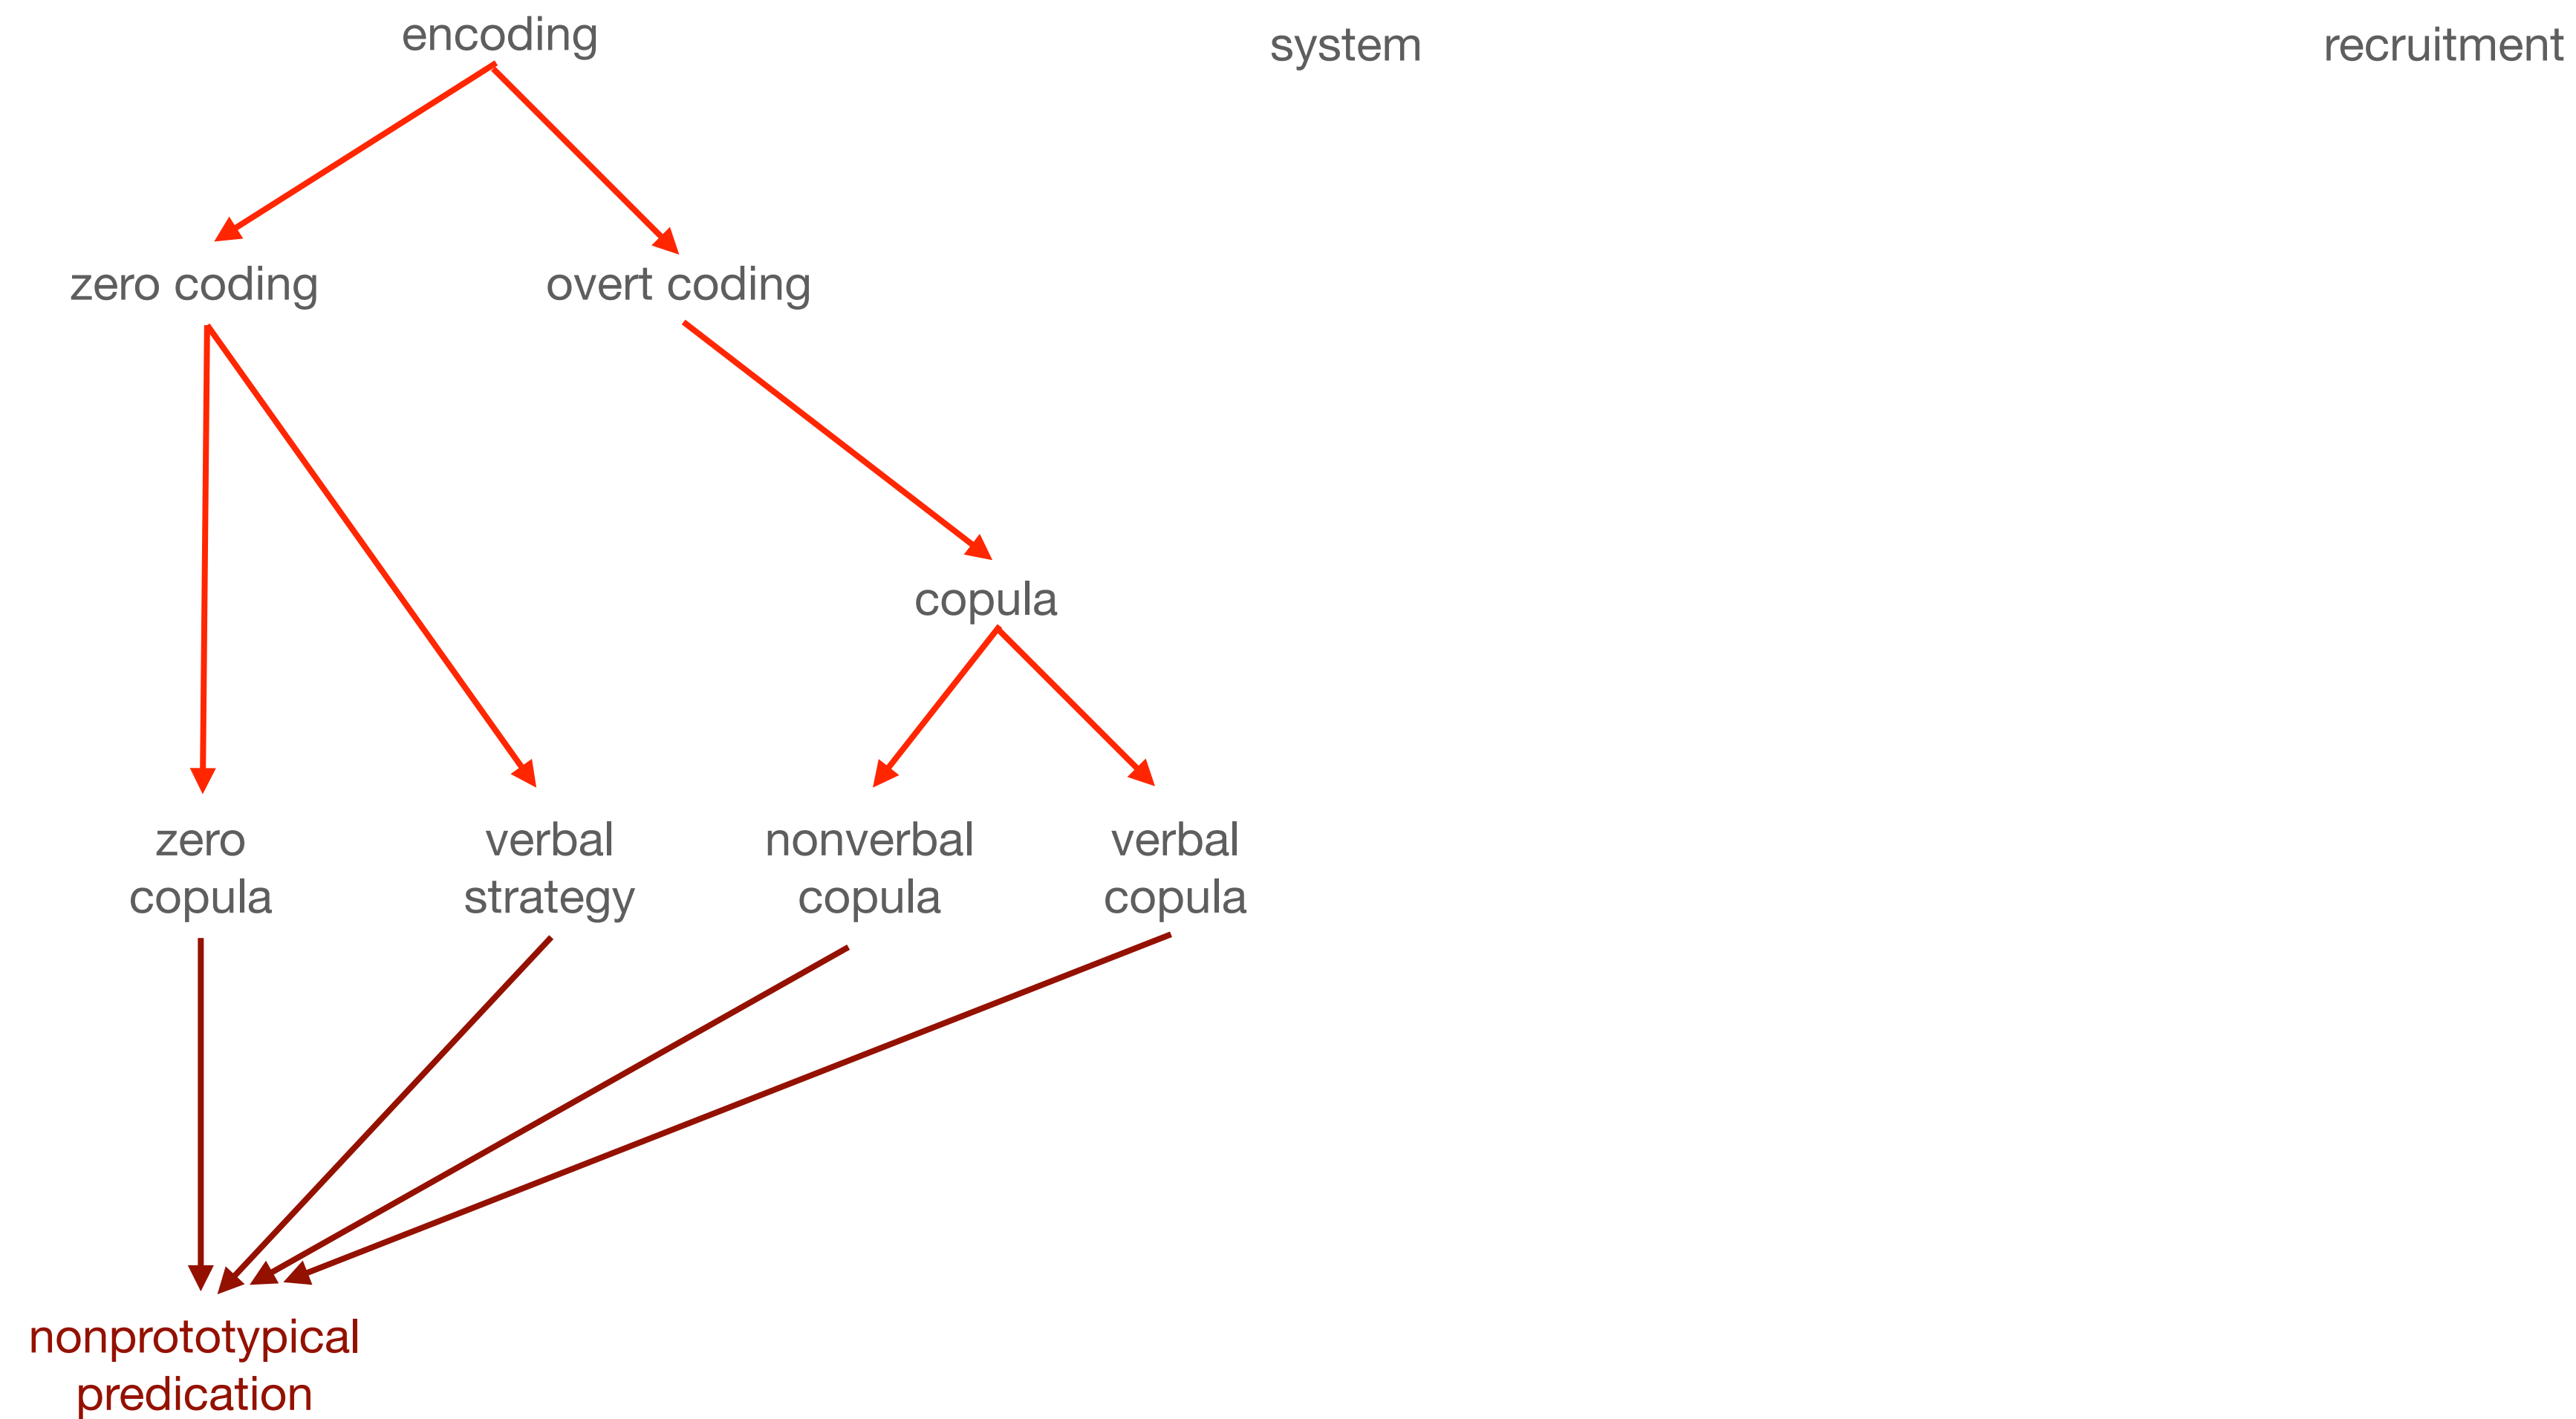 encoding
system
recruitment
zero coding
overt coding
copula
zero
copula
verbal
strategy
nonverbal
copula
verbal
copula
nonprototypical
predication